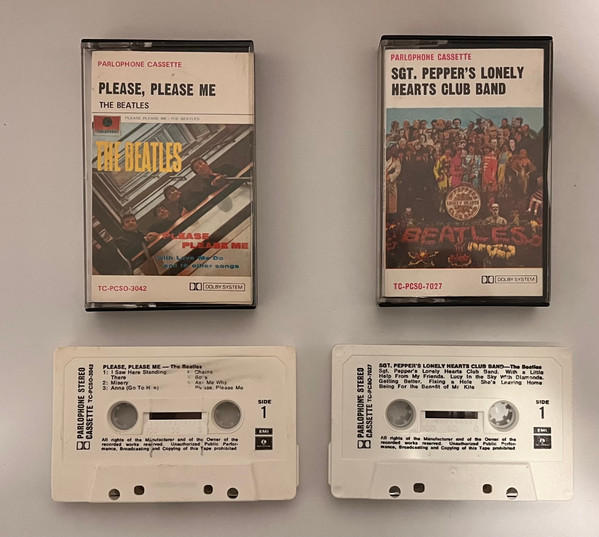 PARLOPHONE CASSETTE
PLEASE, PLEASE ME
THE BEATLES
PLEASE PLEASE ME · THE BEATLES
THE BEATLES
PLEASE
PLEASE ME
with Love Me Do
and 12 other songs
TC-PCSO-3042
DOLBY SYSTEM
PARLOPHONE CASSETTE
SGT. PEPPER'S LONELY
HEARTS CLUB BAND
LONELY HEARTS
BEATLES
TC-PCSO-7027
DOLBY SYSTEM
PARLOPHONE STEREO
CASSETTE TC-PCSO-3042
PLEASE, PLEASE ME — The Beatles
1: I Saw Here Standing Chains
There Boys
2: Misery Ask Me Why
3: Anna (Go To Him) Please, Please Me
SIDE
1
All rights of the Manufacturer and of the Owner of the
recorded works reserved. Unauthorized Public Perfor-
mance, Broadcasting and Copying of this Tape prohibited
EMI
PARLOPHONE STEREO
CASSETTE TC-PCSO-7027
SGT. PEPPER'S LONELY HEARTS CLUB BAND—The Beatles
Sgt. Pepper's Lonely Hearts Club Band, With a Little
Help From My Friends. Lucy In the Sky With Diamonds.
Getting Better, Fixing a Hole She's Leaving Home
Being For the Benefit of Mr Kite
SIDE
1
All rights of the Manufacturer and of the Owner of the
recorded works reserved. Unauthorized Public Perfor-
mance, Broadcasting and Copying of this Tape prohibited
EMI